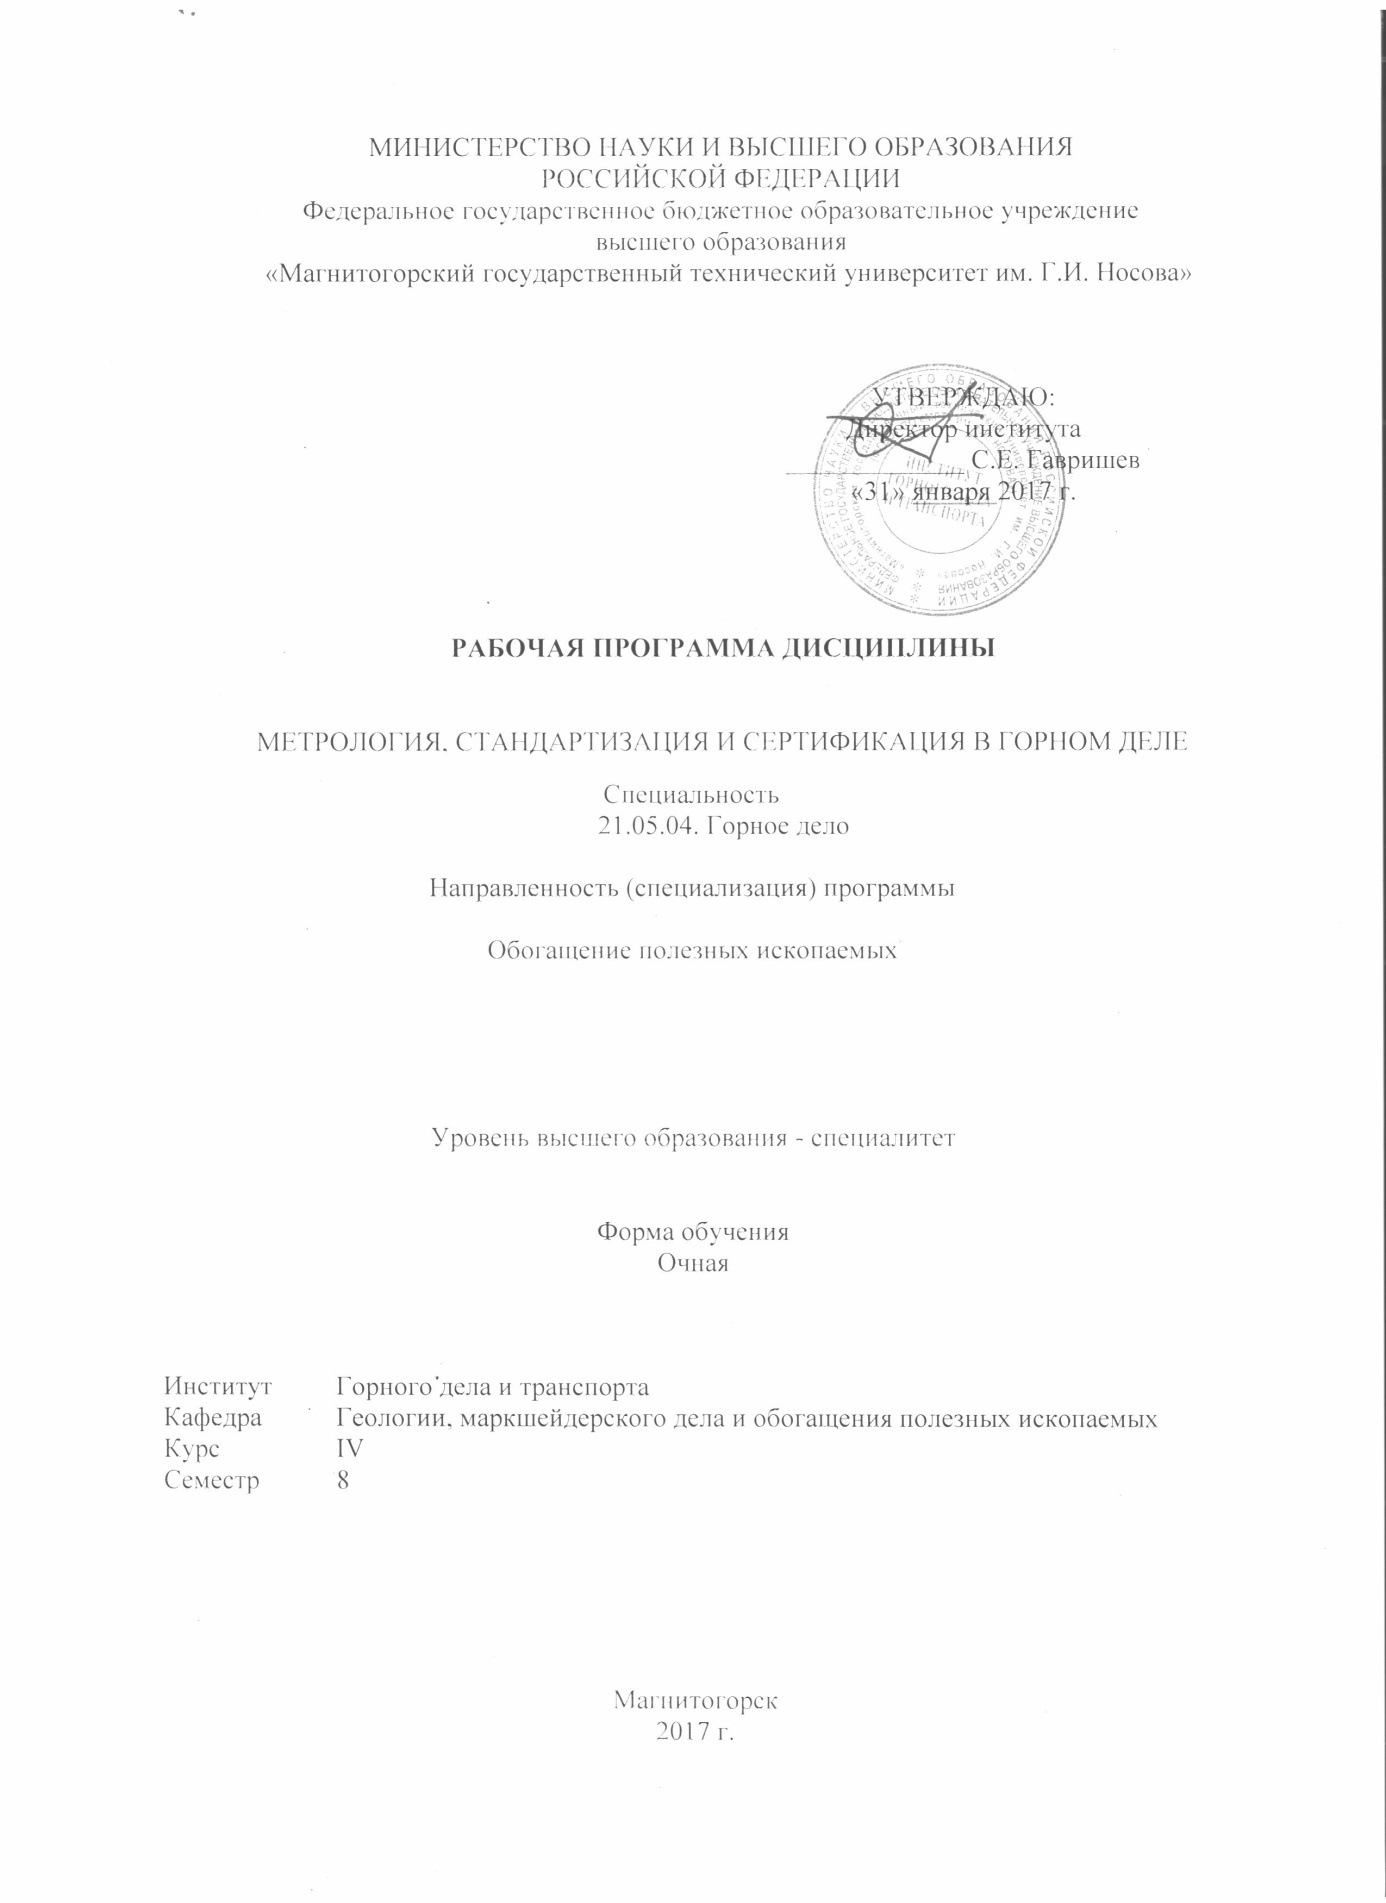 МИНИСТЕРСТВО НАУКИ И ВЫСШЕГО ОБРАЗОВАНИЯ
РОССИЙСКОЙ ФЕДЕРАЦИИ
Федеральное государственное бюджетное образовательное учреждение
высшего образования
«Магнитогорский государственный технический университет им. Г.И. Носова»
УТВЕРЖДАЮ:
Директор института
С.Е. Гавришев
«31» января 2017 г.
ИНСТИТУТ
ГОРНОГО
ТРАНСПОРТА
РАБОЧАЯ ПРОГРАММА ДИСЦИПЛИНЫ
МЕТРОЛОГИЯ, СТАНДАРТИЗАЦИЯ И СЕРТИФИКАЦИЯ В ГОРНОМ ДЕЛЕ
Специальность
21.05.04. Горное дело
Направленность (специализация) программы
Обогащение полезных ископаемых
Уровень высшего образования - специалитет
Форма обучения
Очная
Институт Горного дела и транспорта
Кафедра Геологии, маркшейдерского дела и обогащения полезных ископаемых
Курс IV
Семестр 8
Магнитогорск
2017 г.